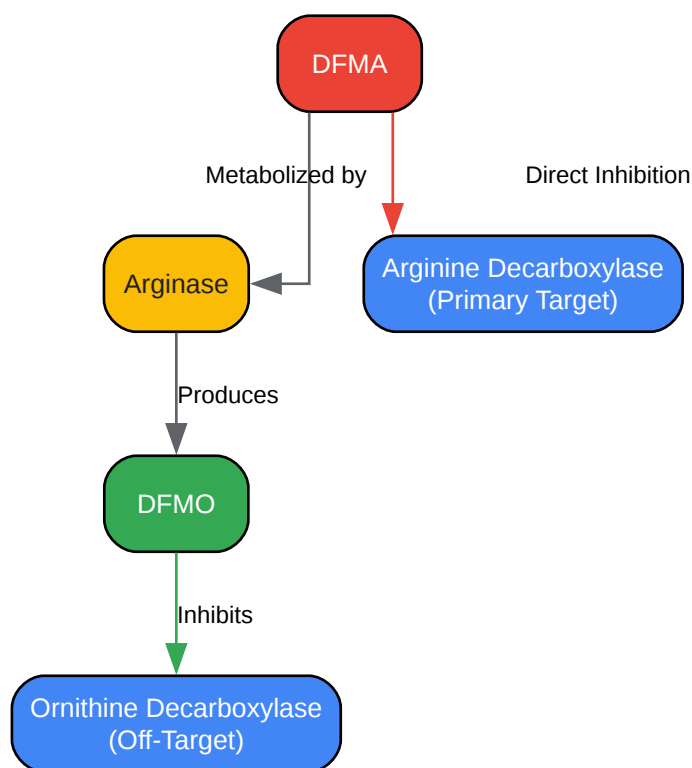 DFMA
Metabolized by
Direct Inhibition
Arginase
Arginine Decarboxylase
(Primary Target)
Produces
DFMO
Inhibits
Ornithine Decarboxylase
(Off-Target)